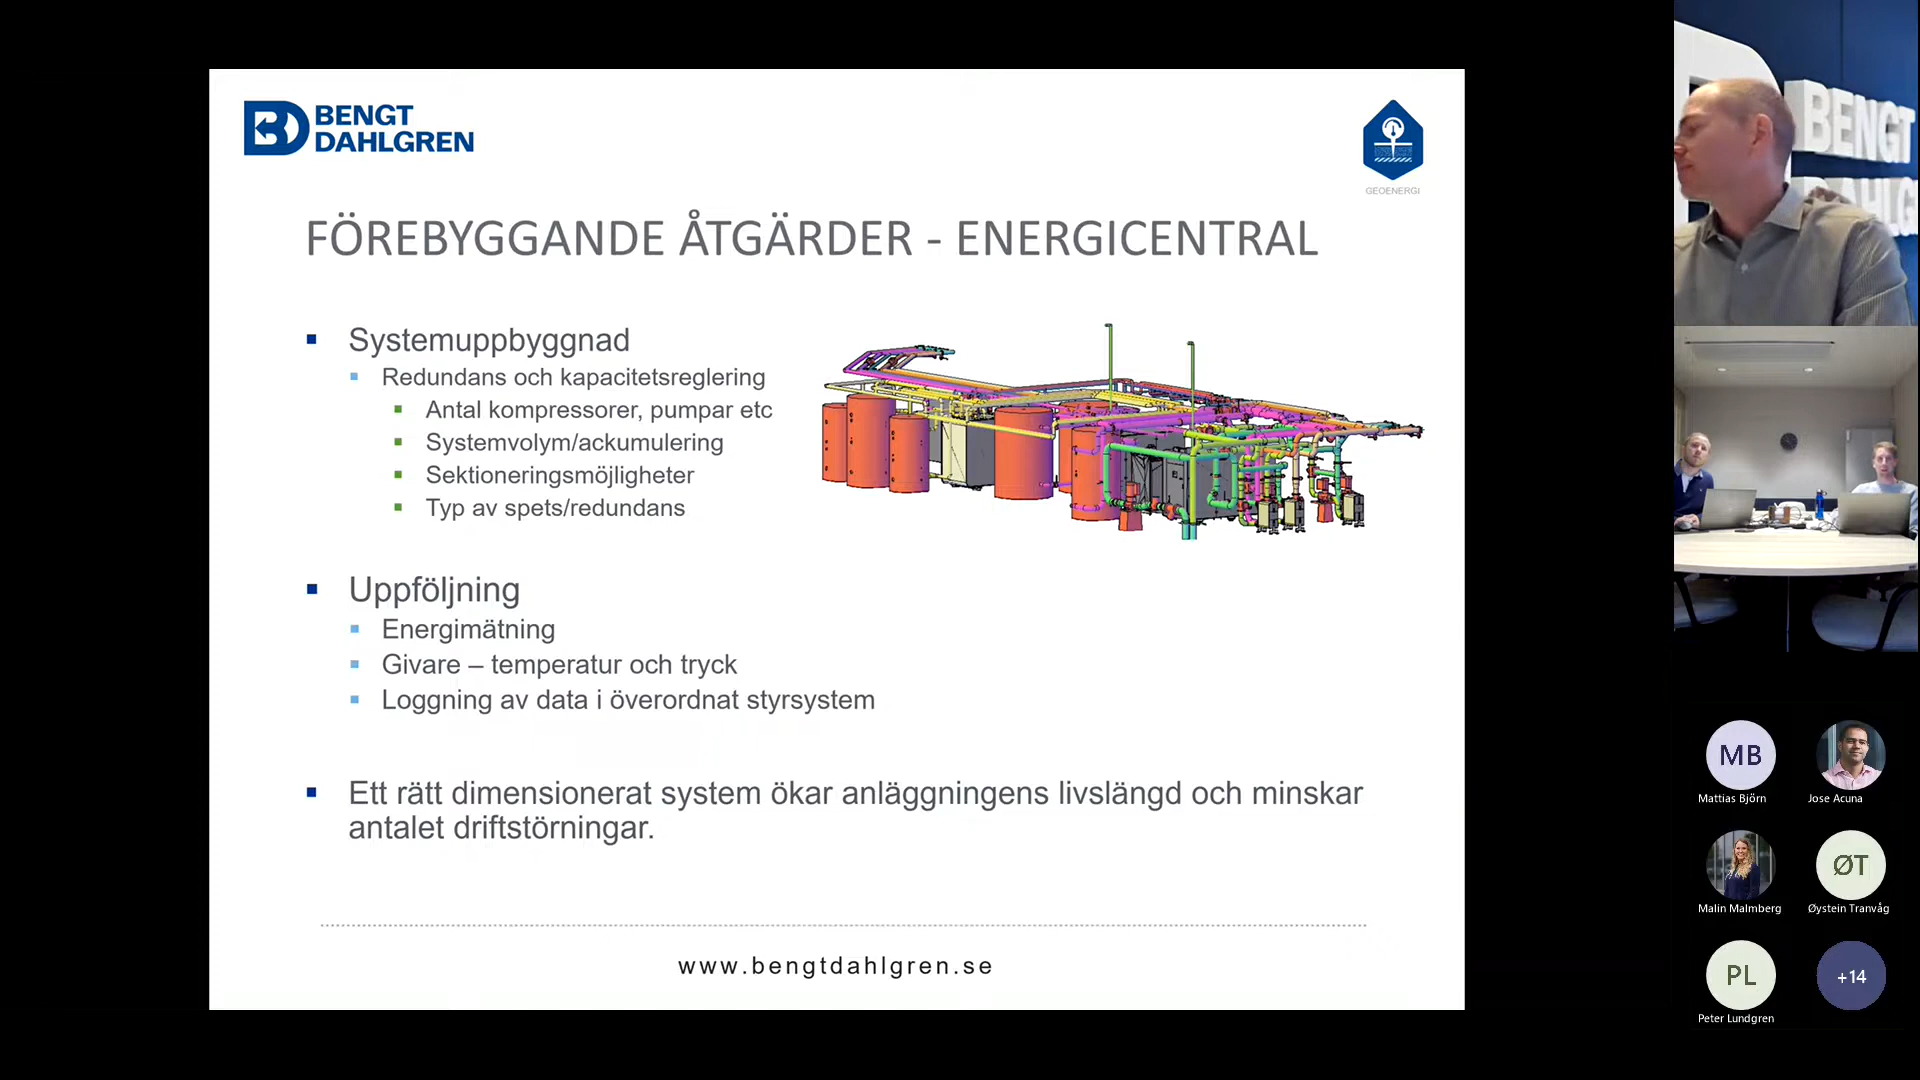 BENGT
DAHLGREN
GEOENERGI
FÖREBYGGANDE ÅTGÄRDER - ENERGICENTRAL
Systemuppbyggnad
Redundans och kapacitetsreglering
Antal kompressorer, pumpar etc
Systemvolym/ackumulering
Sektioneringsmöjligheter
Typ av spets/redundans
Uppföljning
Energimätning
Givare – temperatur och tryck
Loggning av data i överordnat styrsystem
Ett rätt dimensionerat system ökar anläggningens livslängd och minskar
antalet driftstörningar.
www.bengtdahlgren.se
BENGT
MB
Mattias Björn
Jose Acuna
Malin Malmberg
ØT
Øystein Tranvåg
PL
Peter Lundgren
+14